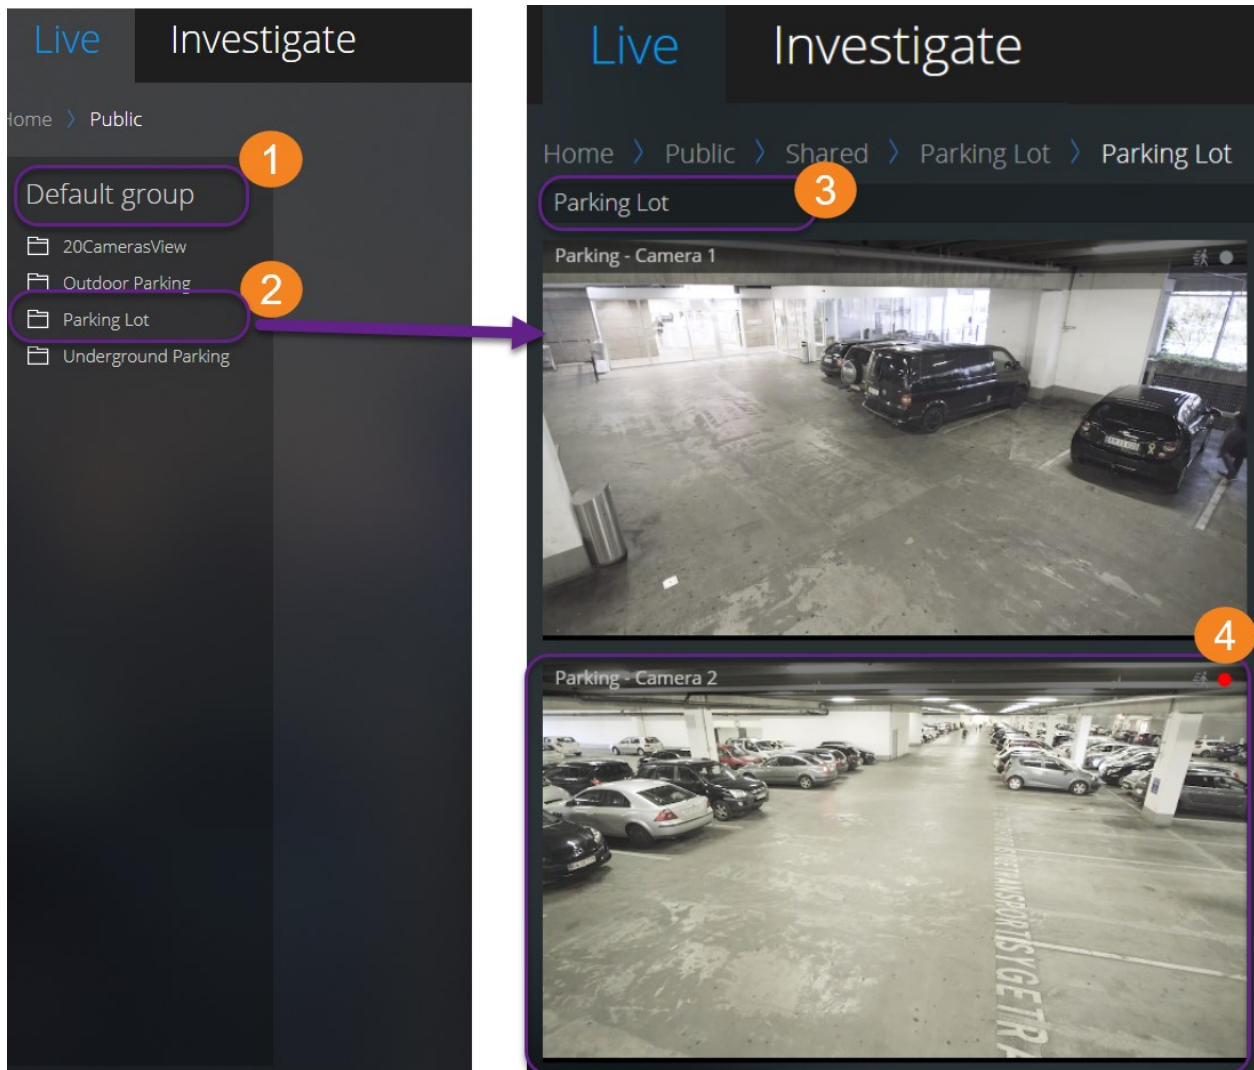 Live Investigate
Home > Public
1
Default group
20CamerasView
Outdoor Parking
2
Parking Lot
Underground Parking
Live Investigate
Home > Public > Shared > Parking Lot > Parking Lot
3
Parking Lot
Parking - Camera 1
4
Parking - Camera 2